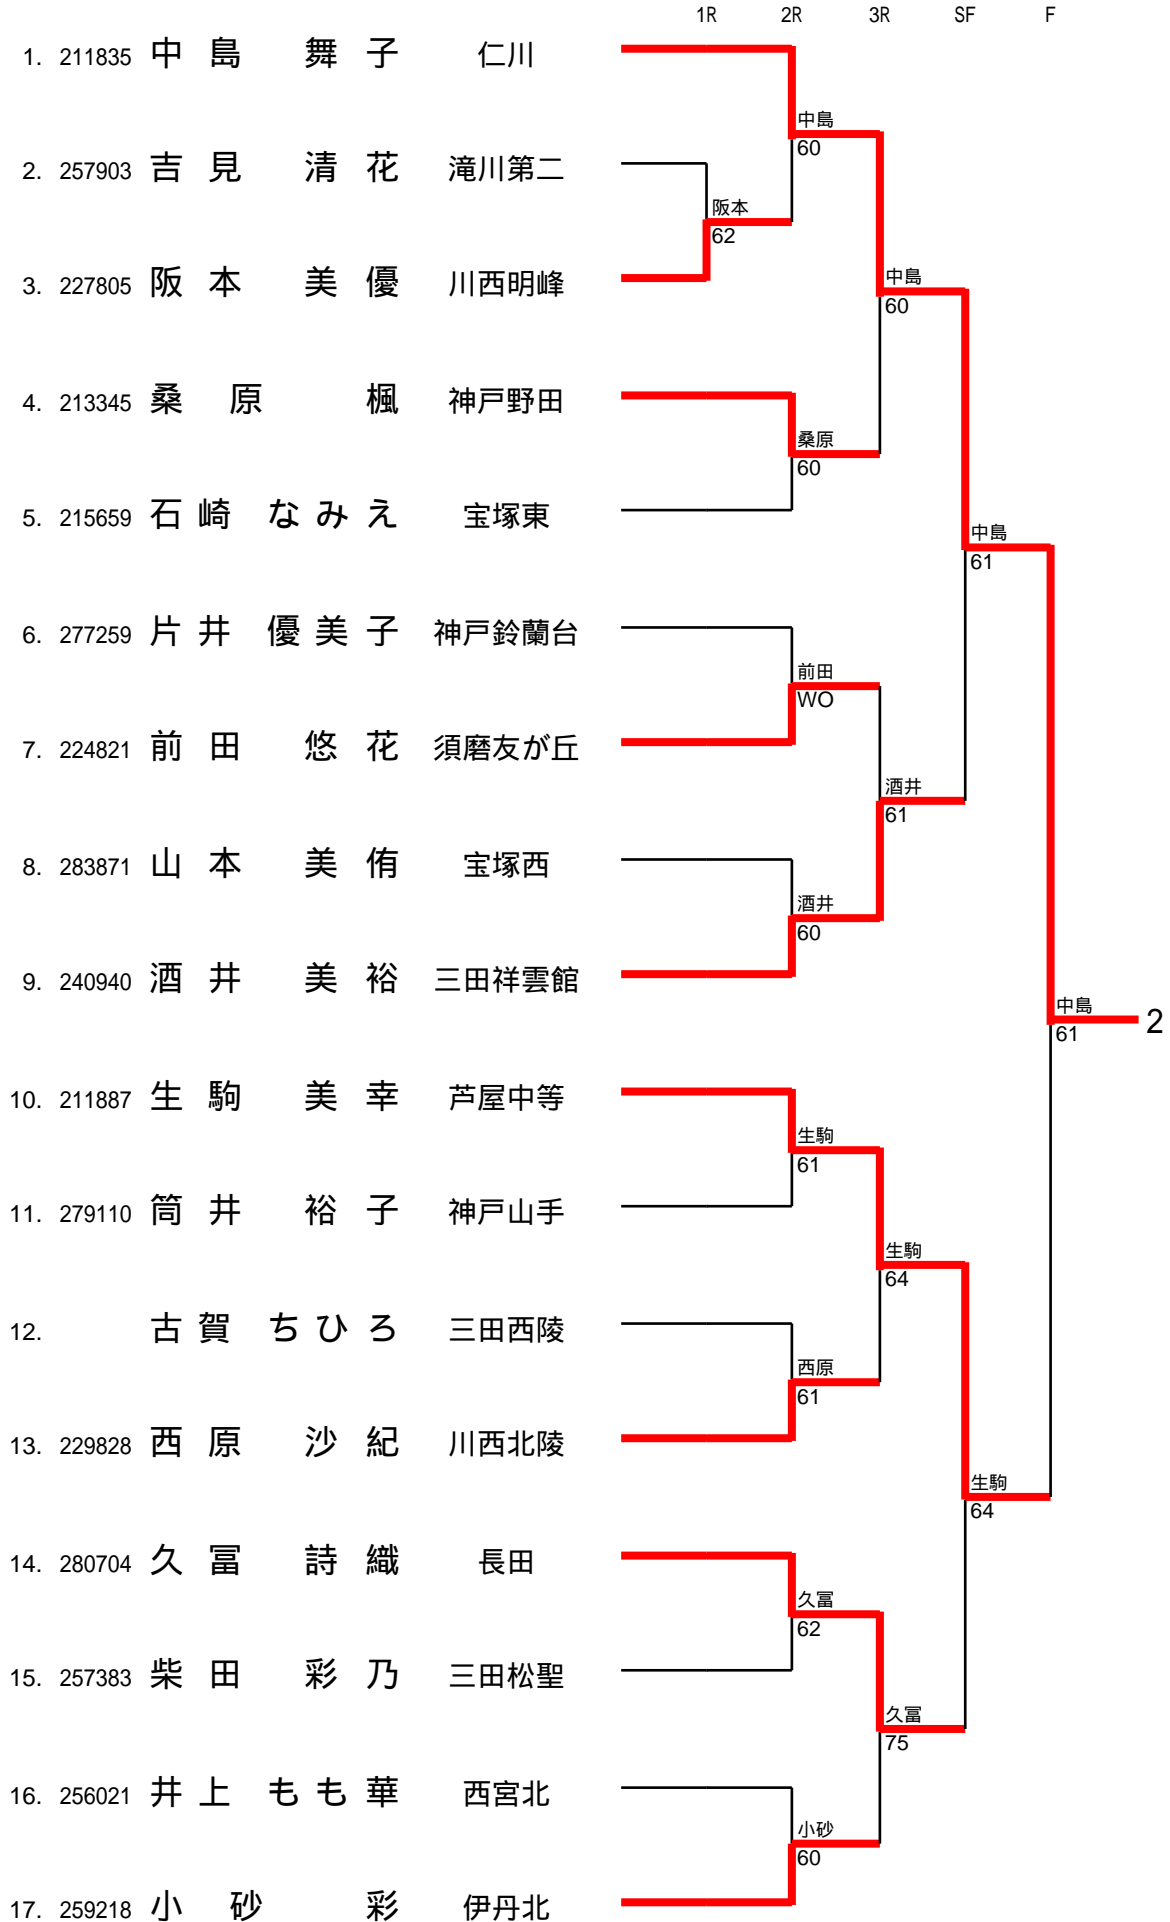 1R 2R 3R SF F
1. 211835 中島 舞子 仁川
中島
60
2. 257903 吉見 清花 滝川第二
阪本
62
3. 227805 阪本 美優 川西明峰
中島
60
4. 213345 桑原 楓 神戸野田
桑原
60
5. 215659 石崎 なみえ 宝塚東
中島
61
6. 277259 片井 優美子 神戸鈴蘭台
前田
WO
7. 224821 前田 悠花 須磨友が丘
酒井
61
8. 283871 山本 美侑 宝塚西
酒井
60
9. 240940 酒井 美裕 三田祥雲館
中島
61 2
10. 211887 生駒 美幸 芦屋中等
生駒
61
11. 279110 筒井 裕子 神戸山手
生駒
64
12. 古賀 ちひろ 三田西陵
西原
61
13. 229828 西原 沙紀 川西北陵
生駒
64
14. 280704 久冨 詩織 長田
久冨
62
15. 257383 柴田 彩乃 三田松聖
久冨
75
16. 256021 井上 もも華 西宮北
小砂
60
17. 259218 小砂 彩 伊丹北